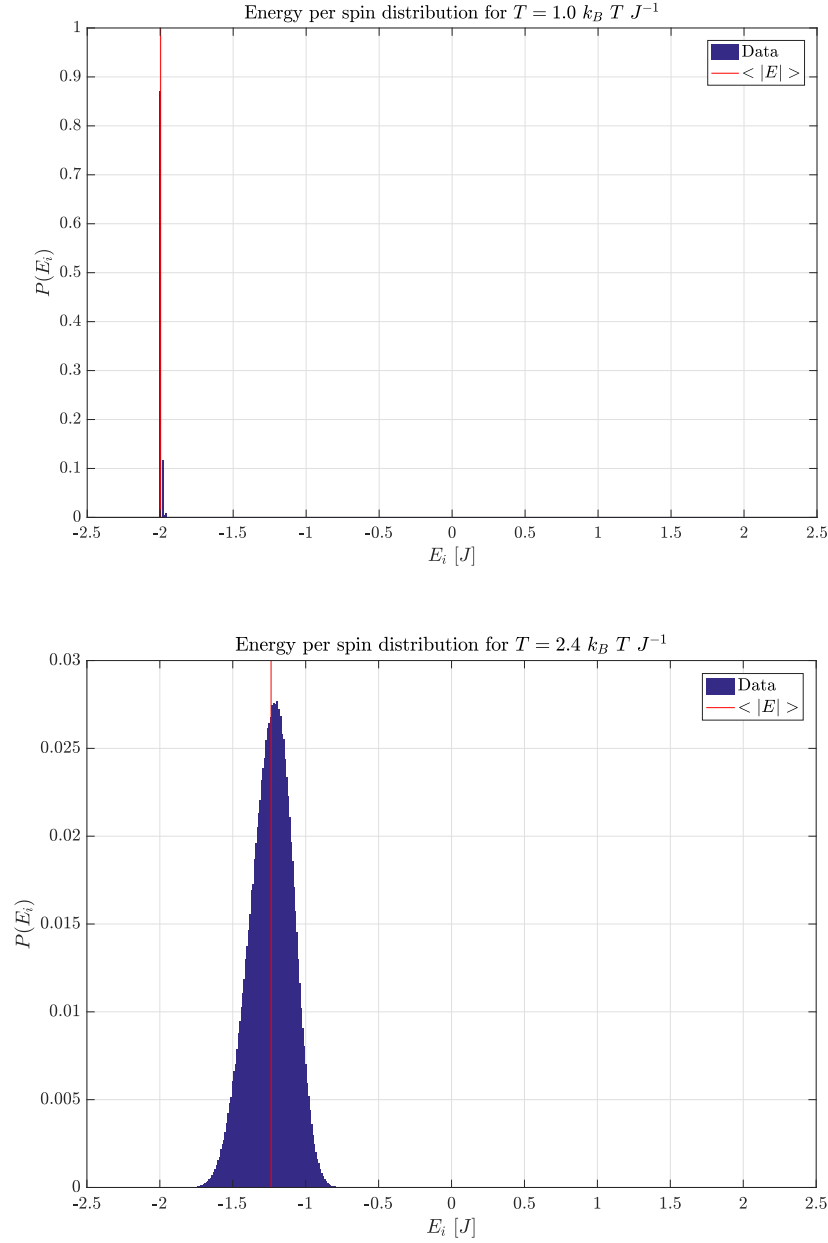 Energy per spin distribution for T = 1.0 k_B T J⁻¹
Data
< |E| >
P(E_i)
1
0.9
0.8
0.7
0.6
0.5
0.4
0.3
0.2
0.1
0
-2.5 -2 -1.5 -1 -0.5 0 0.5 1 1.5 2 2.5
E_i [J]
Energy per spin distribution for T = 2.4 k_B T J⁻¹
Data
< |E| >
P(E_i)
0.03
0.025
0.02
0.015
0.01
0.005
0
-2.5 -2 -1.5 -1 -0.5 0 0.5 1 1.5 2 2.5
E_i [J]